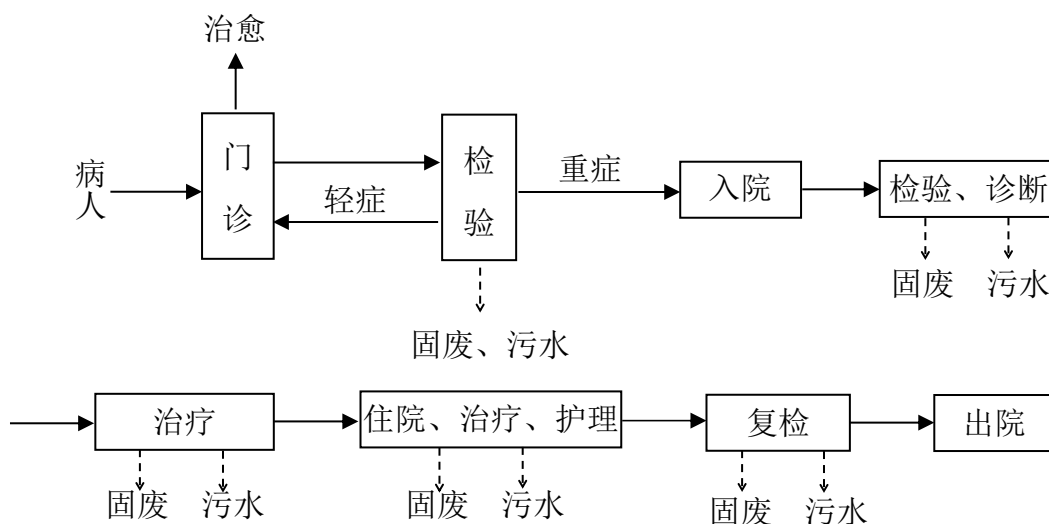 治愈
病人
门诊
轻症
检验
重症
入院
检验、诊断
固废 污水
固废、污水
治疗
住院、治疗、护理
复检
出院
固废 污水
固废 污水
固废 污水